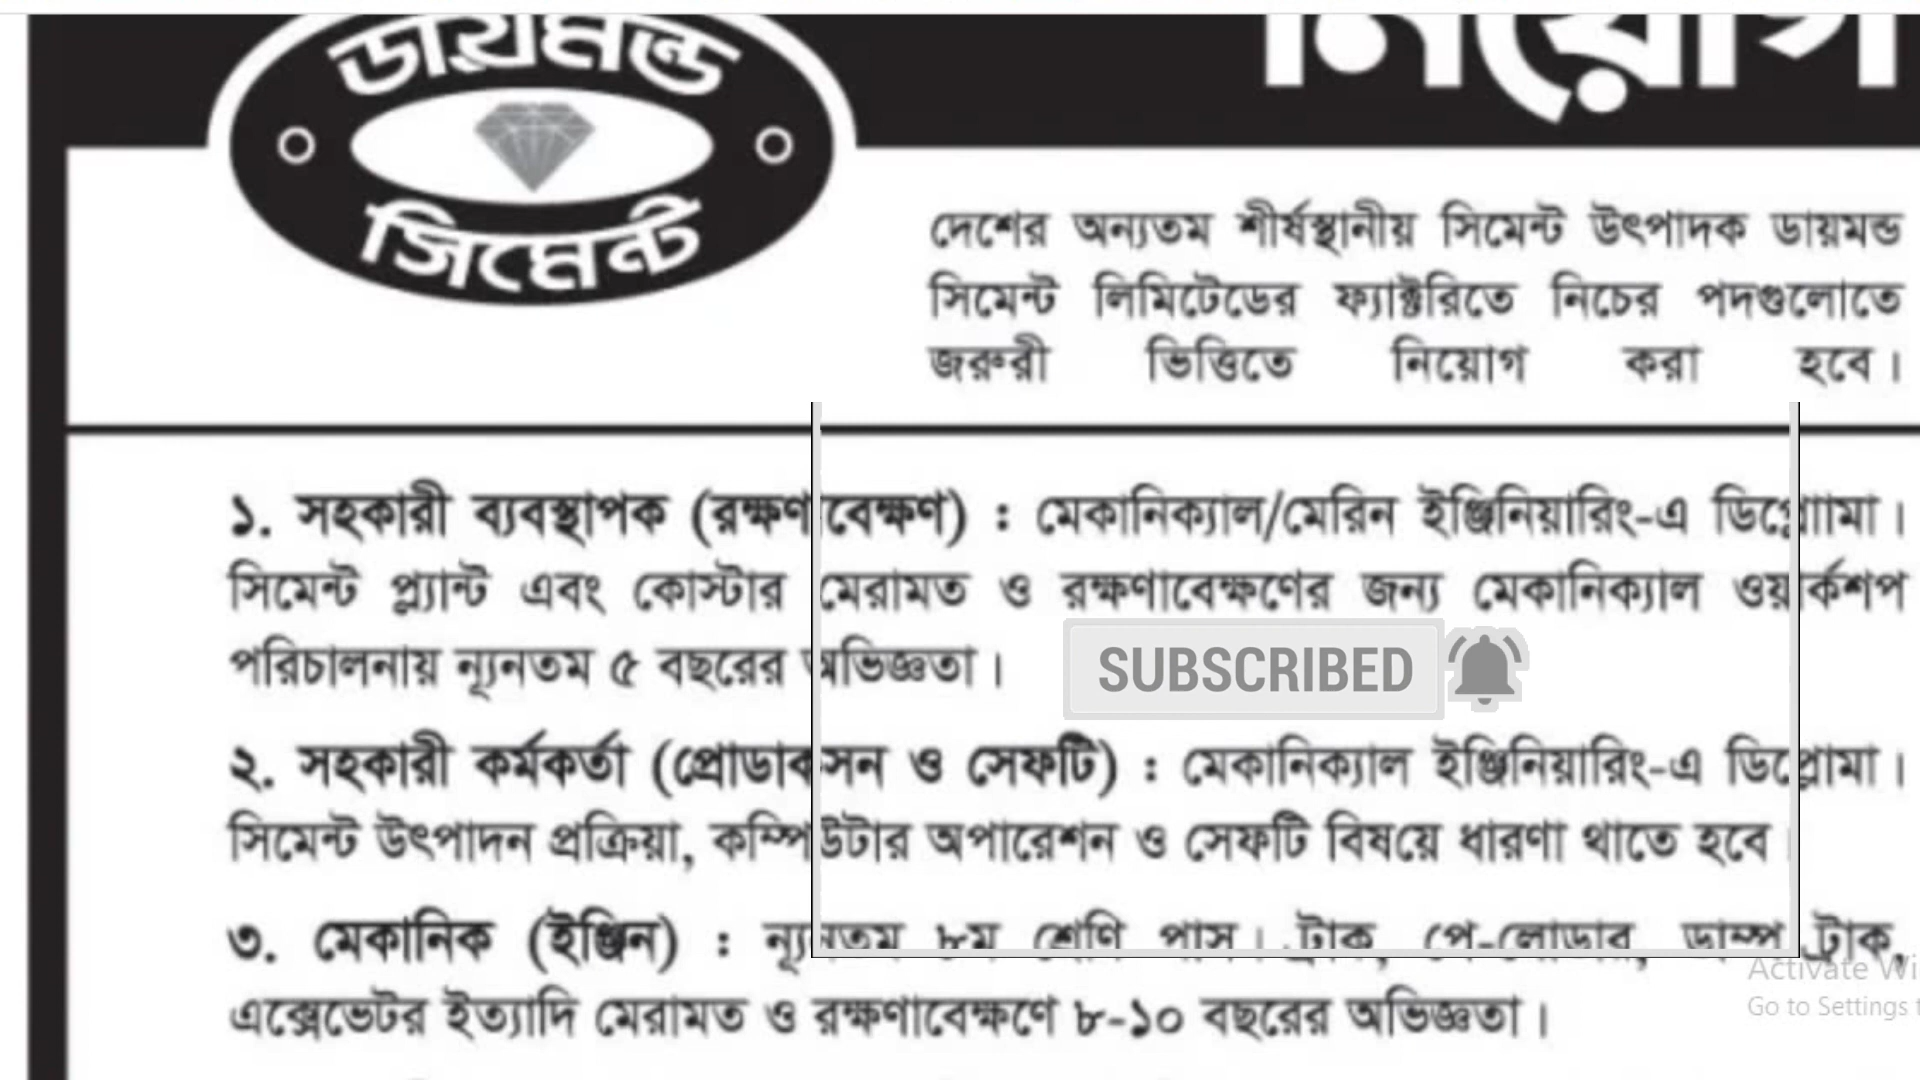 ডায়মন্ড
সিমেন্ট
নিয়োগ
দেশের অন্যতম শীর্ষস্থানীয় সিমেন্ট উৎপাদক ডায়মন্ড
সিমেন্ট লিমিটেডের ফ্যাক্টরিতে নিচের পদগুলোতে
জরুরী ভিত্তিতে নিয়োগ করা হবে।
১. সহকারী ব্যবস্থাপক (রক্ষণাবেক্ষণ) : মেকানিক্যাল/মেরিন ইঞ্জিনিয়ারিং-এ ডিপ্লোমা।
সিমেন্ট প্ল্যান্ট এবং কোস্টার মেরামত ও রক্ষণাবেক্ষণের জন্য মেকানিক্যাল ওয়ার্কশপ
পরিচালনায় ন্যূনতম ৫ বছরের অভিজ্ঞতা।
SUBSCRIBED
২. সহকারী কর্মকর্তা (প্রোডাকসন ও সেফটি) : মেকানিক্যাল ইঞ্জিনিয়ারিং-এ ডিপ্লোমা।
সিমেন্ট উৎপাদন প্রক্রিয়া, কম্পিউটার অপারেশন ও সেফটি বিষয়ে ধারণা থাতে হবে
৩. মেকানিক (ইঞ্জিন) : ন্যূনতম ৮ম শ্রেণি পাস। ট্রাক, পে-লোডার, ডাম্প ট্রাক,
এক্সেভেটর ইত্যাদি মেরামত ও রক্ষণাবেক্ষণে ৮-১০ বছরের অভিজ্ঞতা।
Activate Wi
Go to Settings t